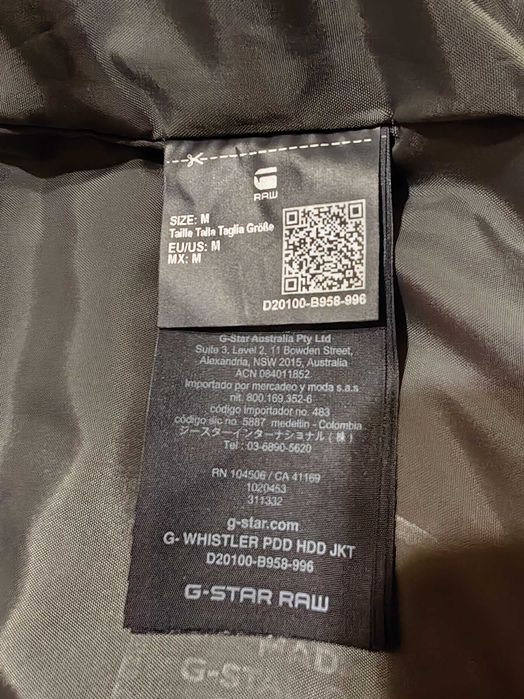 G
RAW
SIZE: M
Taille Talla Taglia Größe
EU/US: M
MX: M
D20100-B958-996
G-Star Australia Pty Ltd
Suite 3, Level 2, 11 Bowden Street,
Alexandria, NSW 2015, Australia
ACN 084011852
Importado por mercadeo y moda s.a.s
nit. 800.169.352-6
código importador no. 483
código sic no. 5887 medellin - Colombia
ジースターインターナショナル (株)
Tel : 03-6890-5620
RN 104506 / CA 41169
1020453
311332
g-star.com
G- WHISTLER PDD HDD JKT
D20100-B958-996
G-STAR RAW
MAD
G-STAR